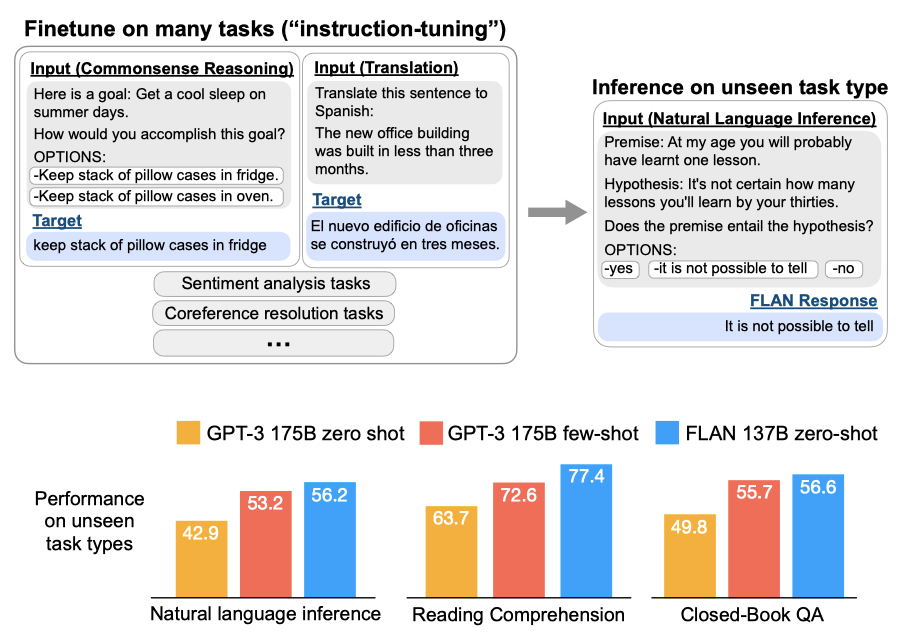 Finetune on many tasks (“instruction-tuning”)
Input (Commonsense Reasoning)
Here is a goal: Get a cool sleep on
summer days.
How would you accomplish this goal?
OPTIONS:
-Keep stack of pillow cases in fridge.
-Keep stack of pillow cases in oven.
Target
keep stack of pillow cases in fridge
Input (Translation)
Translate this sentence to
Spanish:
The new office building
was built in less than three
months.
Target
El nuevo edificio de oficinas
se construyó en tres meses.
Sentiment analysis tasks
Coreference resolution tasks
...
Inference on unseen task type
Input (Natural Language Inference)
Premise: At my age you will probably
have learnt one lesson.
Hypothesis: It's not certain how many
lessons you'll learn by your thirties.
Does the premise entail the hypothesis?
OPTIONS:
-yes -it is not possible to tell -no
FLAN Response
It is not possible to tell
GPT-3 175B zero shot GPT-3 175B few-shot FLAN 137B zero-shot
Performance
on unseen
task types
42.9 53.2 56.2
Natural language inference
63.7 72.6 77.4
Reading Comprehension
49.8 55.7 56.6
Closed-Book QA